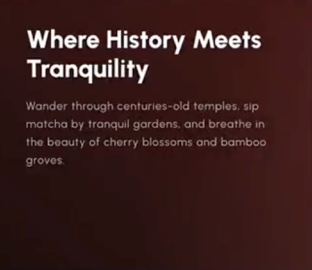 Where History Meets
Tranquility
Wander through centuries-old temples, sip
matcha by tranquil gardens, and breathe in
the beauty of cherry blossoms and bamboo
groves.